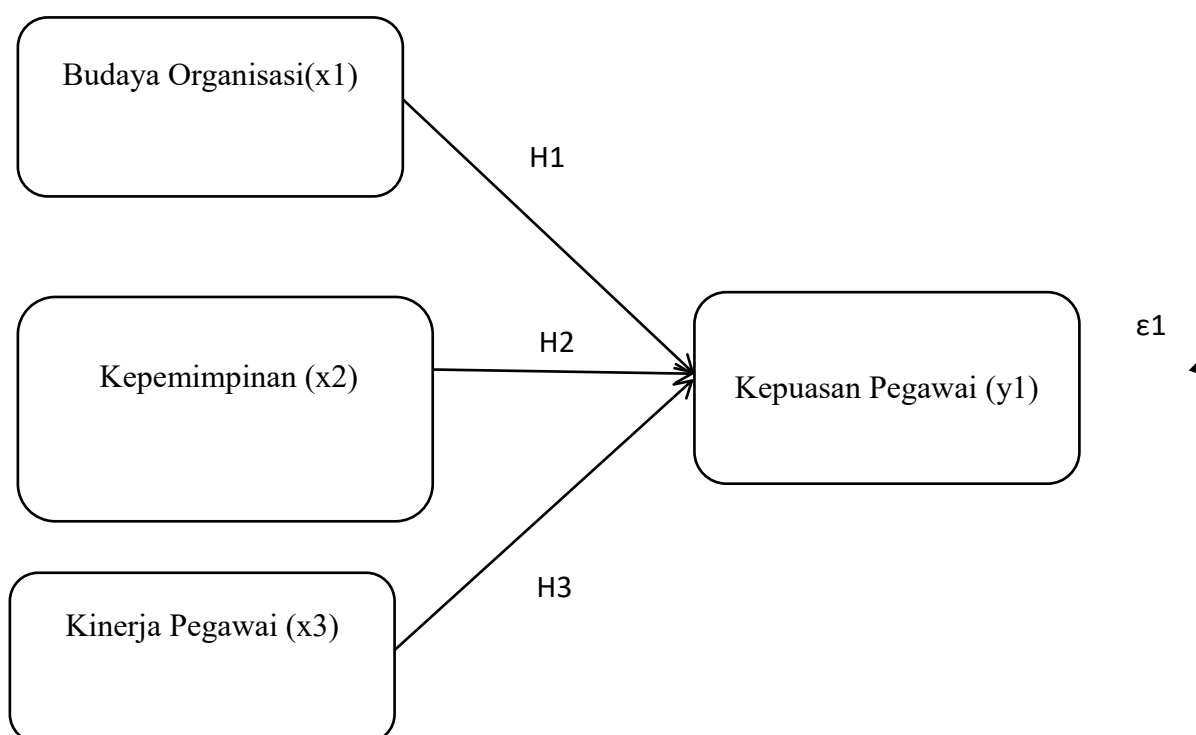 Budaya Organisasi(x1)
H1
Kepemimpinan (x2)
H2
Kepuasan Pegawai (y1)
ε1
Kinerja Pegawai (x3)
H3